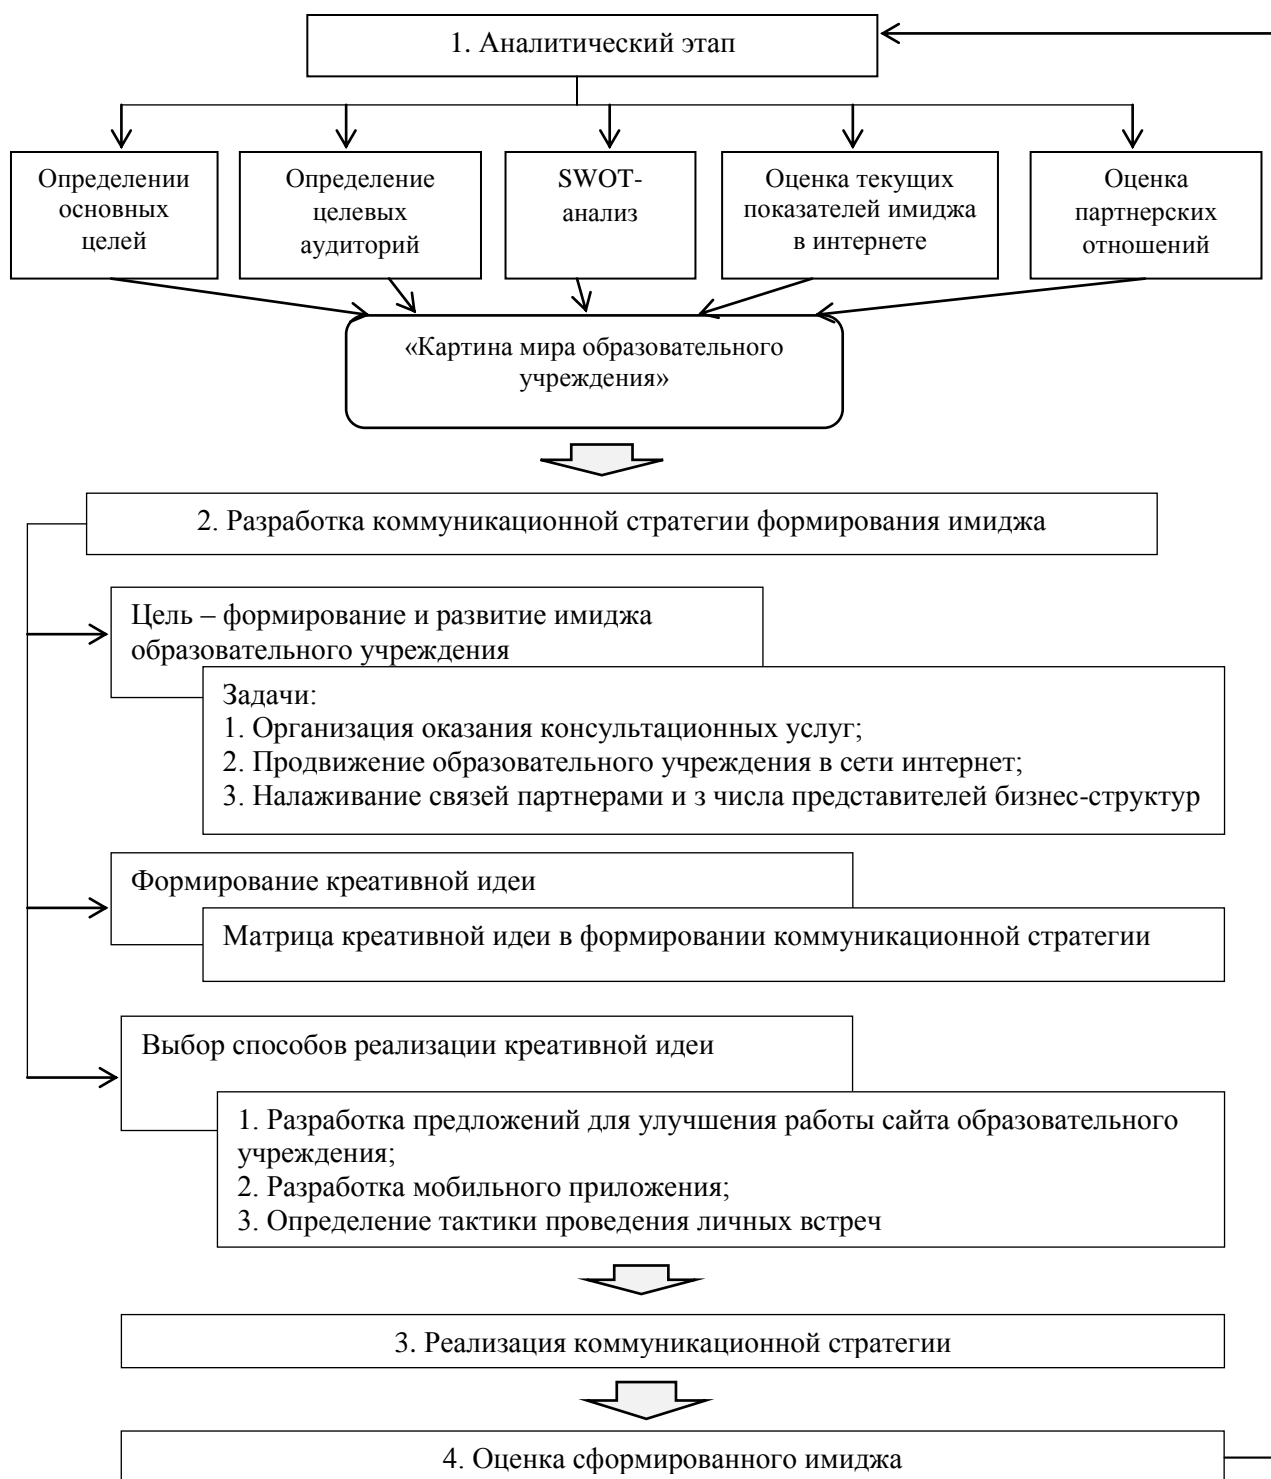 1. Аналитический этап
Определении
основных
целей
Определение
целевых
аудиторий
SWOT-
анализ
Оценка текущих
показателей имиджа
в интернете
Оценка
партнерских
отношений
«Картина мира образовательного
учреждения»
2. Разработка коммуникационной стратегии формирования имиджа
Цель – формирование и развитие имиджа
образовательного учреждения
Задачи:
1. Организация оказания консультационных услуг;
2. Продвижение образовательного учреждения в сети интернет;
3. Налаживание связей партнерами и з числа представителей бизнес-структур
Формирование креативной идеи
Матрица креативной идеи в формировании коммуникационной стратегии
Выбор способов реализации креативной идеи
1. Разработка предложений для улучшения работы сайта образовательного
учреждения;
2. Разработка мобильного приложения;
3. Определение тактики проведения личных встреч
3. Реализация коммуникационной стратегии
4. Оценка сформированного имиджа